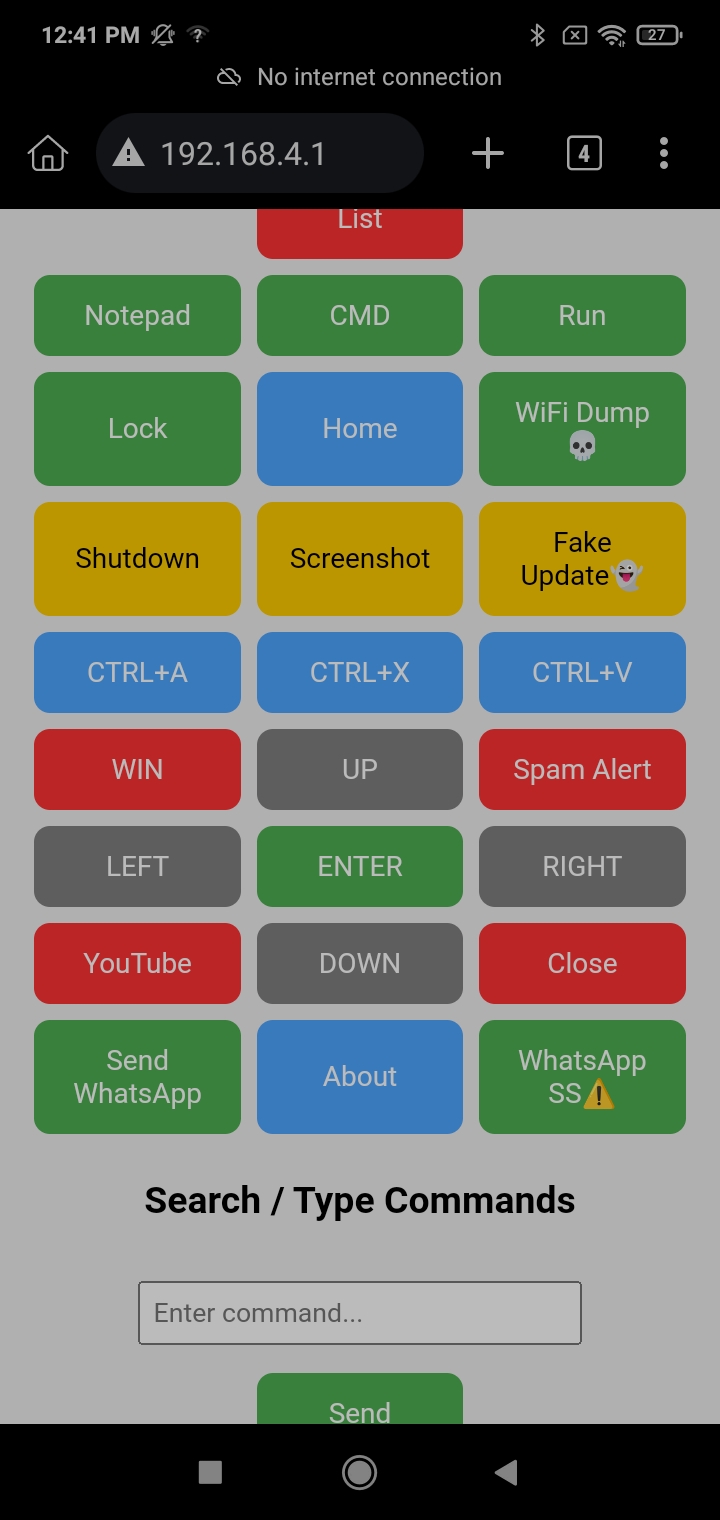 12:41 PM
27
No internet connection
192.168.4.1
4
List
Notepad
CMD
Run
Lock
Home
WiFi Dump
💀
Shutdown
Screenshot
Fake
Update👻
CTRL+A
CTRL+X
CTRL+V
WIN
UP
Spam Alert
LEFT
ENTER
RIGHT
YouTube
DOWN
Close
Send
WhatsApp
About
WhatsApp
SS⚠️
Search / Type Commands
Enter command...
Send